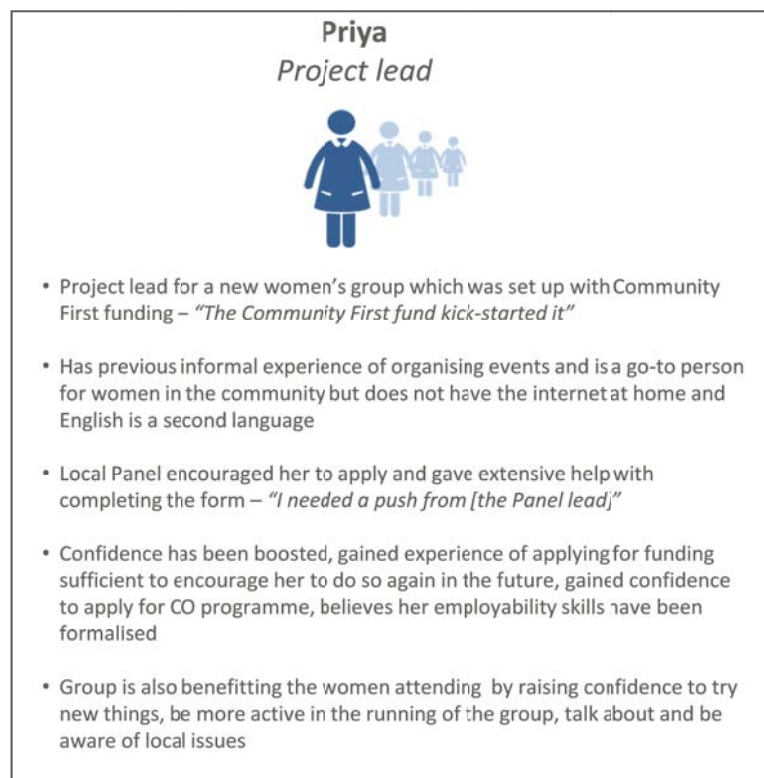 Priya
Project lead
• Project lead for a new women's group which was set up with Community
First funding – "The Community First fund kick-started it"
• Has previous informal experience of organising events and is a go-to person
for women in the community but does not have the internet at home and
English is a second language
• Local Panel encouraged her to apply and gave extensive help with
completing the form – "I needed a push from [the Panel lead]"
• Confidence has been boosted, gained experience of applying for funding
sufficient to encourage her to do so again in the future, gained confidence
to apply for CO programme, believes her employability skills have been
formalised
• Group is also benefitting the women attending by raising confidence to try
new things, be more active in the running of the group, talk about and be
aware of local issues